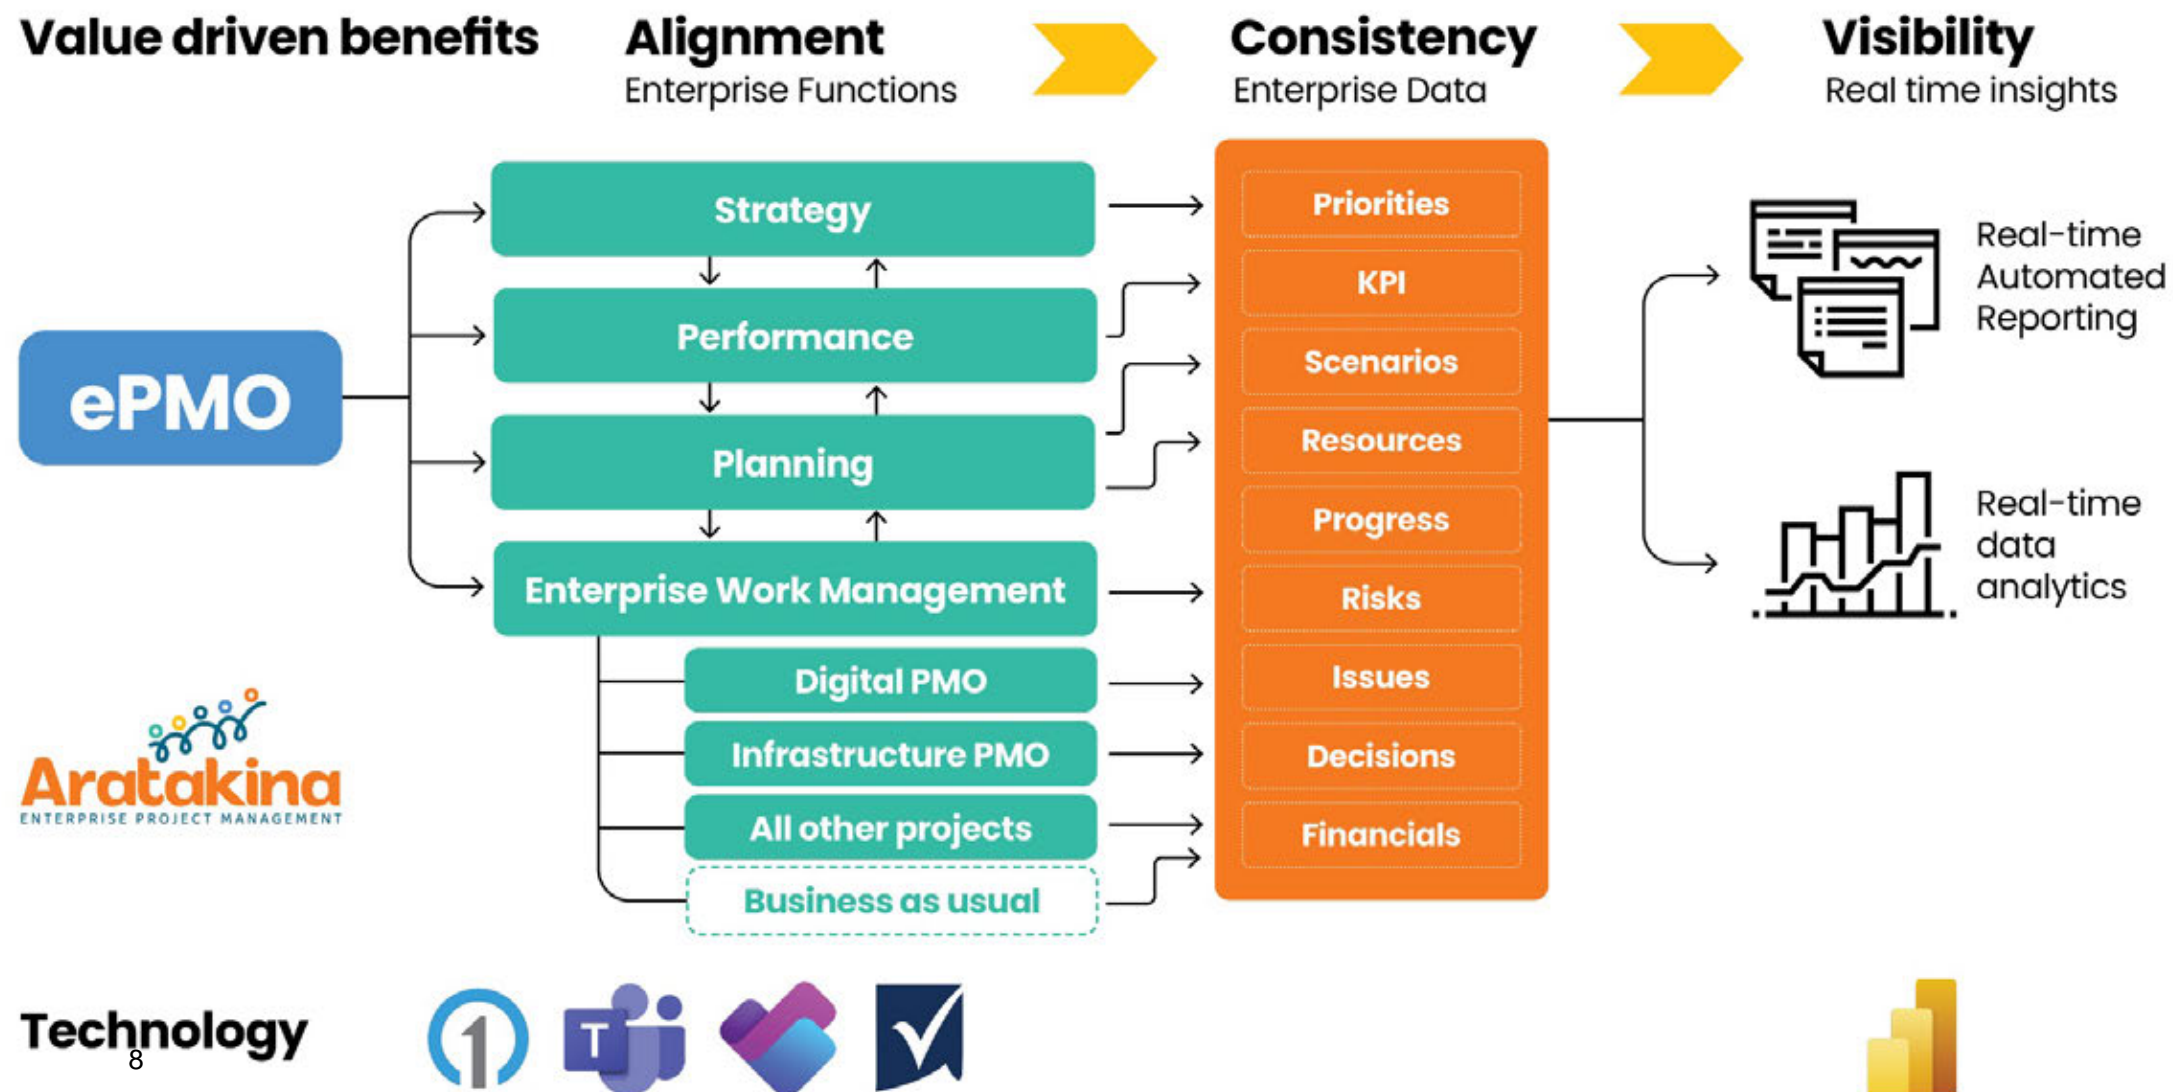 Value driven benefits
Alignment
Enterprise Functions
Consistency
Enterprise Data
Visibility
Real time insights
ePMO
Strategy
Performance
Planning
Enterprise Work Management
Digital PMO
Infrastructure PMO
All other projects
Business as usual
Priorities
KPI
Scenarios
Resources
Progress
Risks
Issues
Decisions
Financials
Real-time
Automated
Reporting
Real-time
data
analytics
Aratakina
ENTERPRISE PROJECT MANAGEMENT
Technology
8
1
T